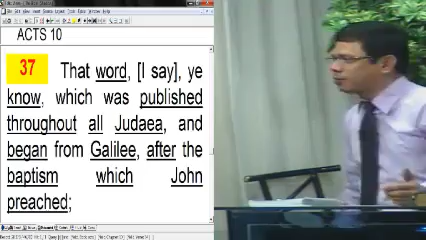 ACTS 10
37 That word, [I say], ye
know, which was published
throughout all Judaea, and
began from Galilee, after the
baptism which John
preached;